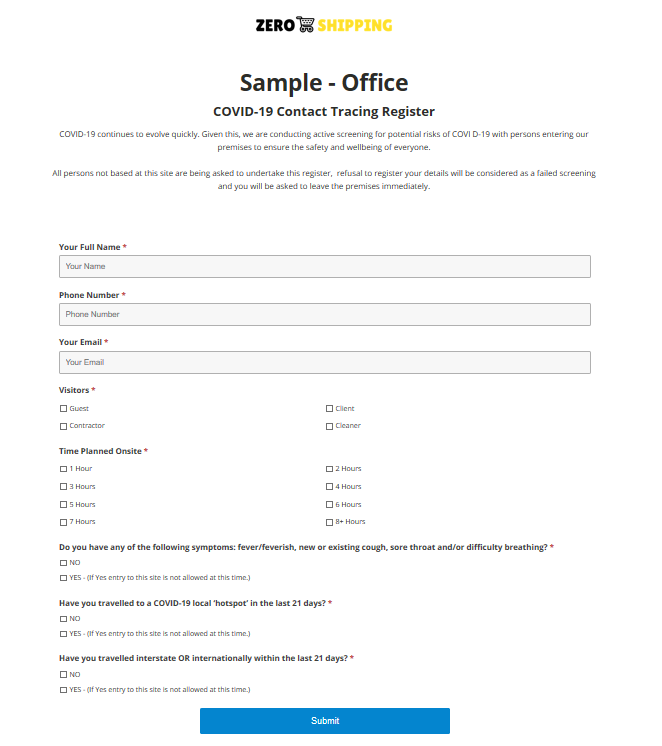 ZERO SHIPPING
Sample - Office
COVID-19 Contact Tracing Register
COVID-19 continues to evolve quickly. Given this, we are conducting active screening for potential risks of COVI D-19 with persons entering our
premises to ensure the safety and wellbeing of everyone.
All persons not based at this site are being asked to undertake this register, refusal to register your details will be considered as a failed screening
and you will be asked to leave the premises immediately.
Your Full Name *
Your Name
Phone Number *
Phone Number
Your Email *
Your Email
Visitors *
Guest Client
Contractor Cleaner
Time Planned Onsite *
1 Hour 2 Hours
3 Hours 4 Hours
5 Hours 6 Hours
7 Hours 8+ Hours
Do you have any of the following symptoms: fever/feverish, new or existing cough, sore throat and/or difficulty breathing? *
NO
YES - (If Yes entry to this site is not allowed at this time.)
Have you travelled to a COVID-19 local 'hotspot' in the last 21 days? *
NO
YES - (If Yes entry to this site is not allowed at this time.)
Have you travelled interstate OR internationally within the last 21 days? *
NO
YES - (If Yes entry to this site is not allowed at this time.)
Submit